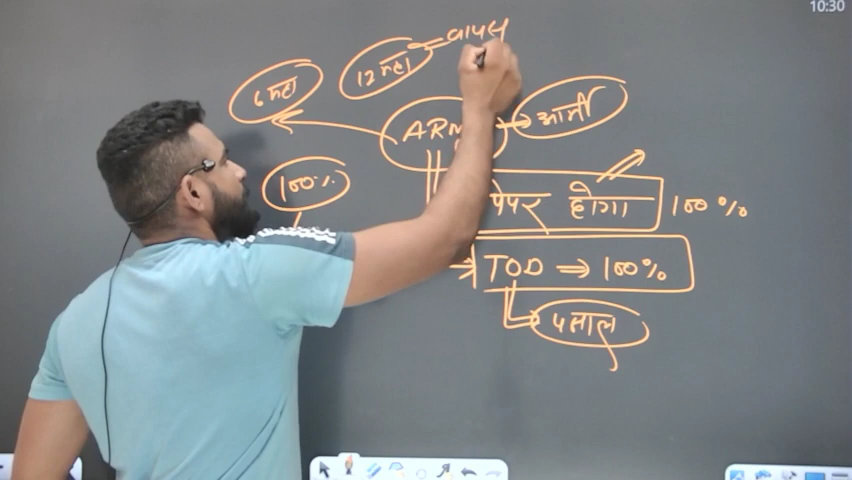 10:30
वापस
12 महा
6 महा
ARM
आर्मी
100%
पेपर होगा
100%
TOD ⇒ 100%
4 साल